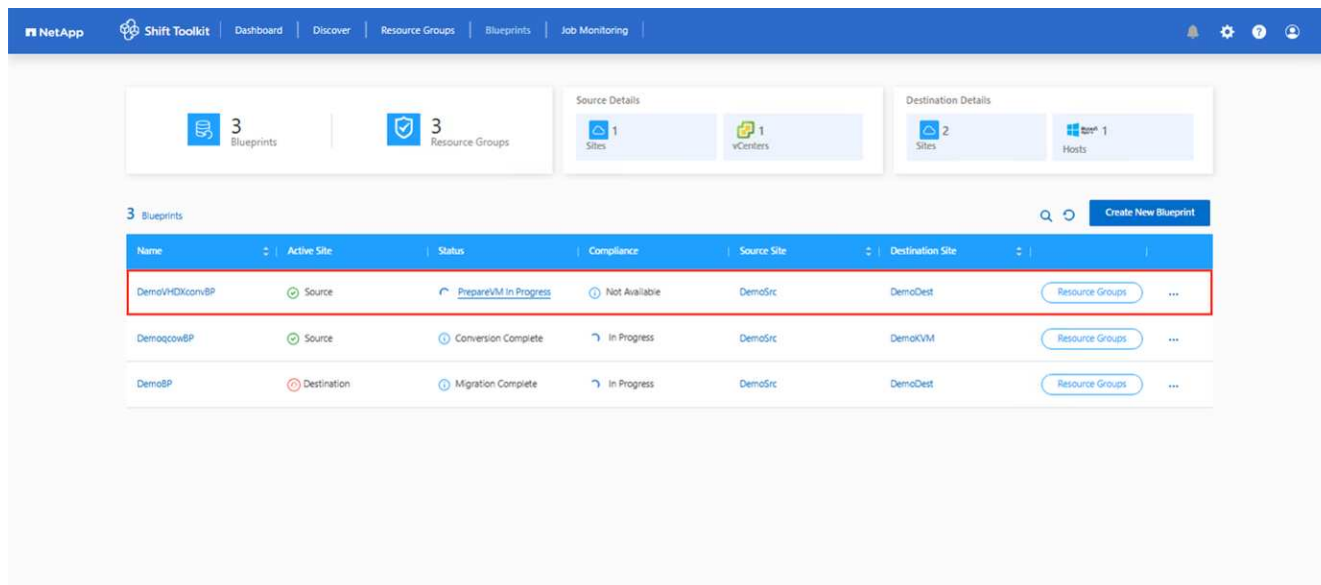 NetApp Shift Toolkit Dashboard Discover Resource Groups Blueprints Job Monitoring
3
Blueprints
3
Resource Groups
Source Details
1
Sites
1
vCenters
Destination Details
2
Sites
Microsoft 1
Hosts
3 Blueprints
Create New Blueprint
Name Active Site Status Compliance Source Site Destination Site
DemoVHDXconvBP Source PrepareVM In Progress Not Available DemoSrc DemoDest Resource Groups ...
DemoqcowBP Source Conversion Complete In Progress DemoSrc DemoKVM Resource Groups ...
DemoBP Destination Migration Complete In Progress DemoSrc DemoDest Resource Groups ...